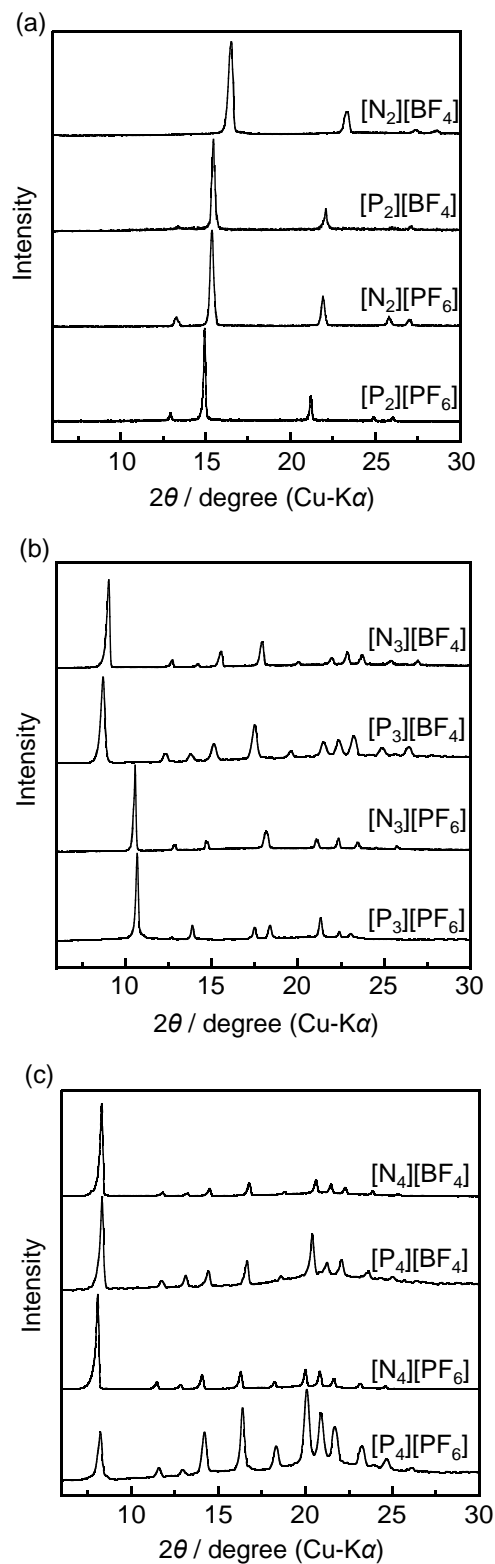 (a)
[N₂][BF₄]
[P₂][BF₄]
[N₂][PF₆]
[P₂][PF₆]
Intensity
10 15 20 25 30
2θ / degree (Cu-Kα)
(b)
[N₃][BF₄]
[P₃][BF₄]
[N₃][PF₆]
[P₃][PF₆]
Intensity
10 15 20 25 30
2θ / degree (Cu-Kα)
(c)
[N₄][BF₄]
[P₄][BF₄]
[N₄][PF₆]
[P₄][PF₆]
Intensity
10 15 20 25 30
2θ / degree (Cu-Kα)